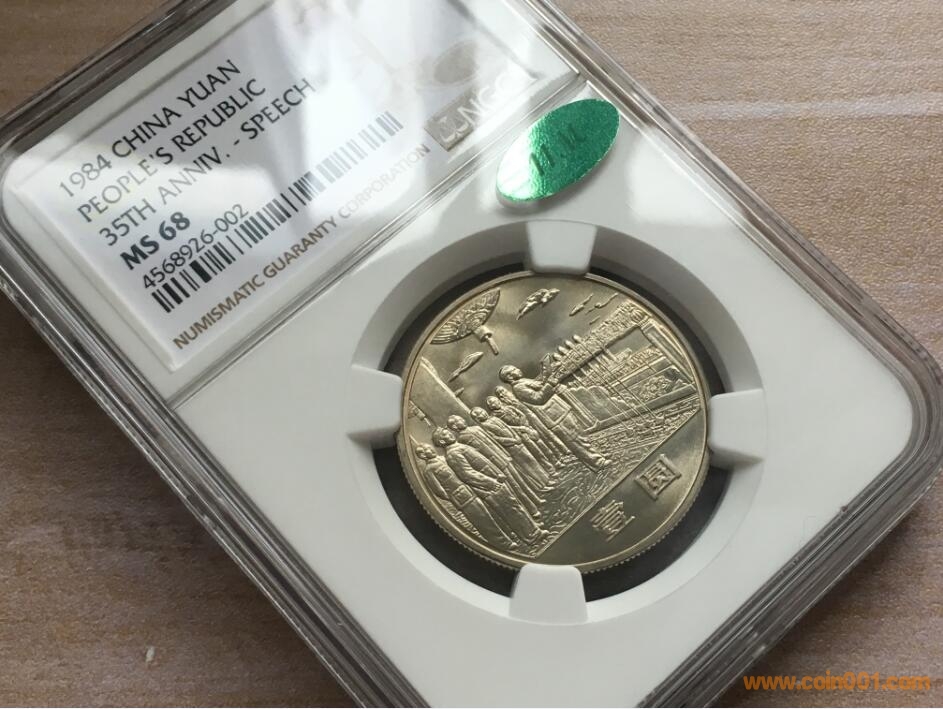 1984 CHINA YUAN
PEOPLE'S REPUBLIC
35TH ANNIV. - SPEECH
MS 68
4568926-002
NUMISMATIC GUARANTY CORPORATION
NGC
壹圆
www.coin001.com